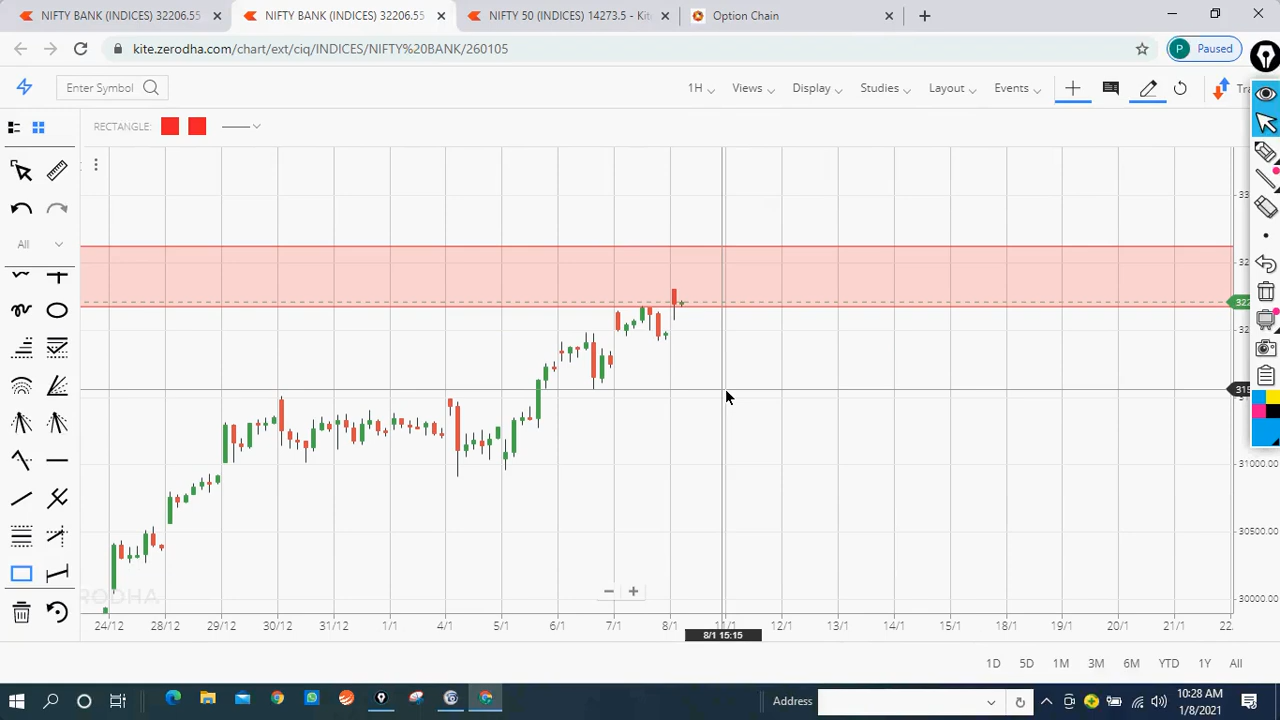 NIFTY BANK (INDICES) 32206.55
NIFTY BANK (INDICES) 32206.55
NIFTY 50 (INDICES) 14273.5 - Kite
Option Chain
kite.zerodha.com/chart/ext/ciq/INDICES/NIFTY%20BANK/260105
P Paused
Enter Symbol
1H Views Display Studies Layout Events
RECTANGLE:
All
31000.00
30500.00
30000.00
24/12 28/12 29/12 30/12 31/12 1/1 4/1 5/1 6/1 7/1 8/1 11/1 12/1 13/1 14/1 15/1 18/1 19/1 20/1 21/1
8/1 15:15
1D 5D 1M 3M 6M YTD 1Y All
Address
10:28 AM
1/8/2021